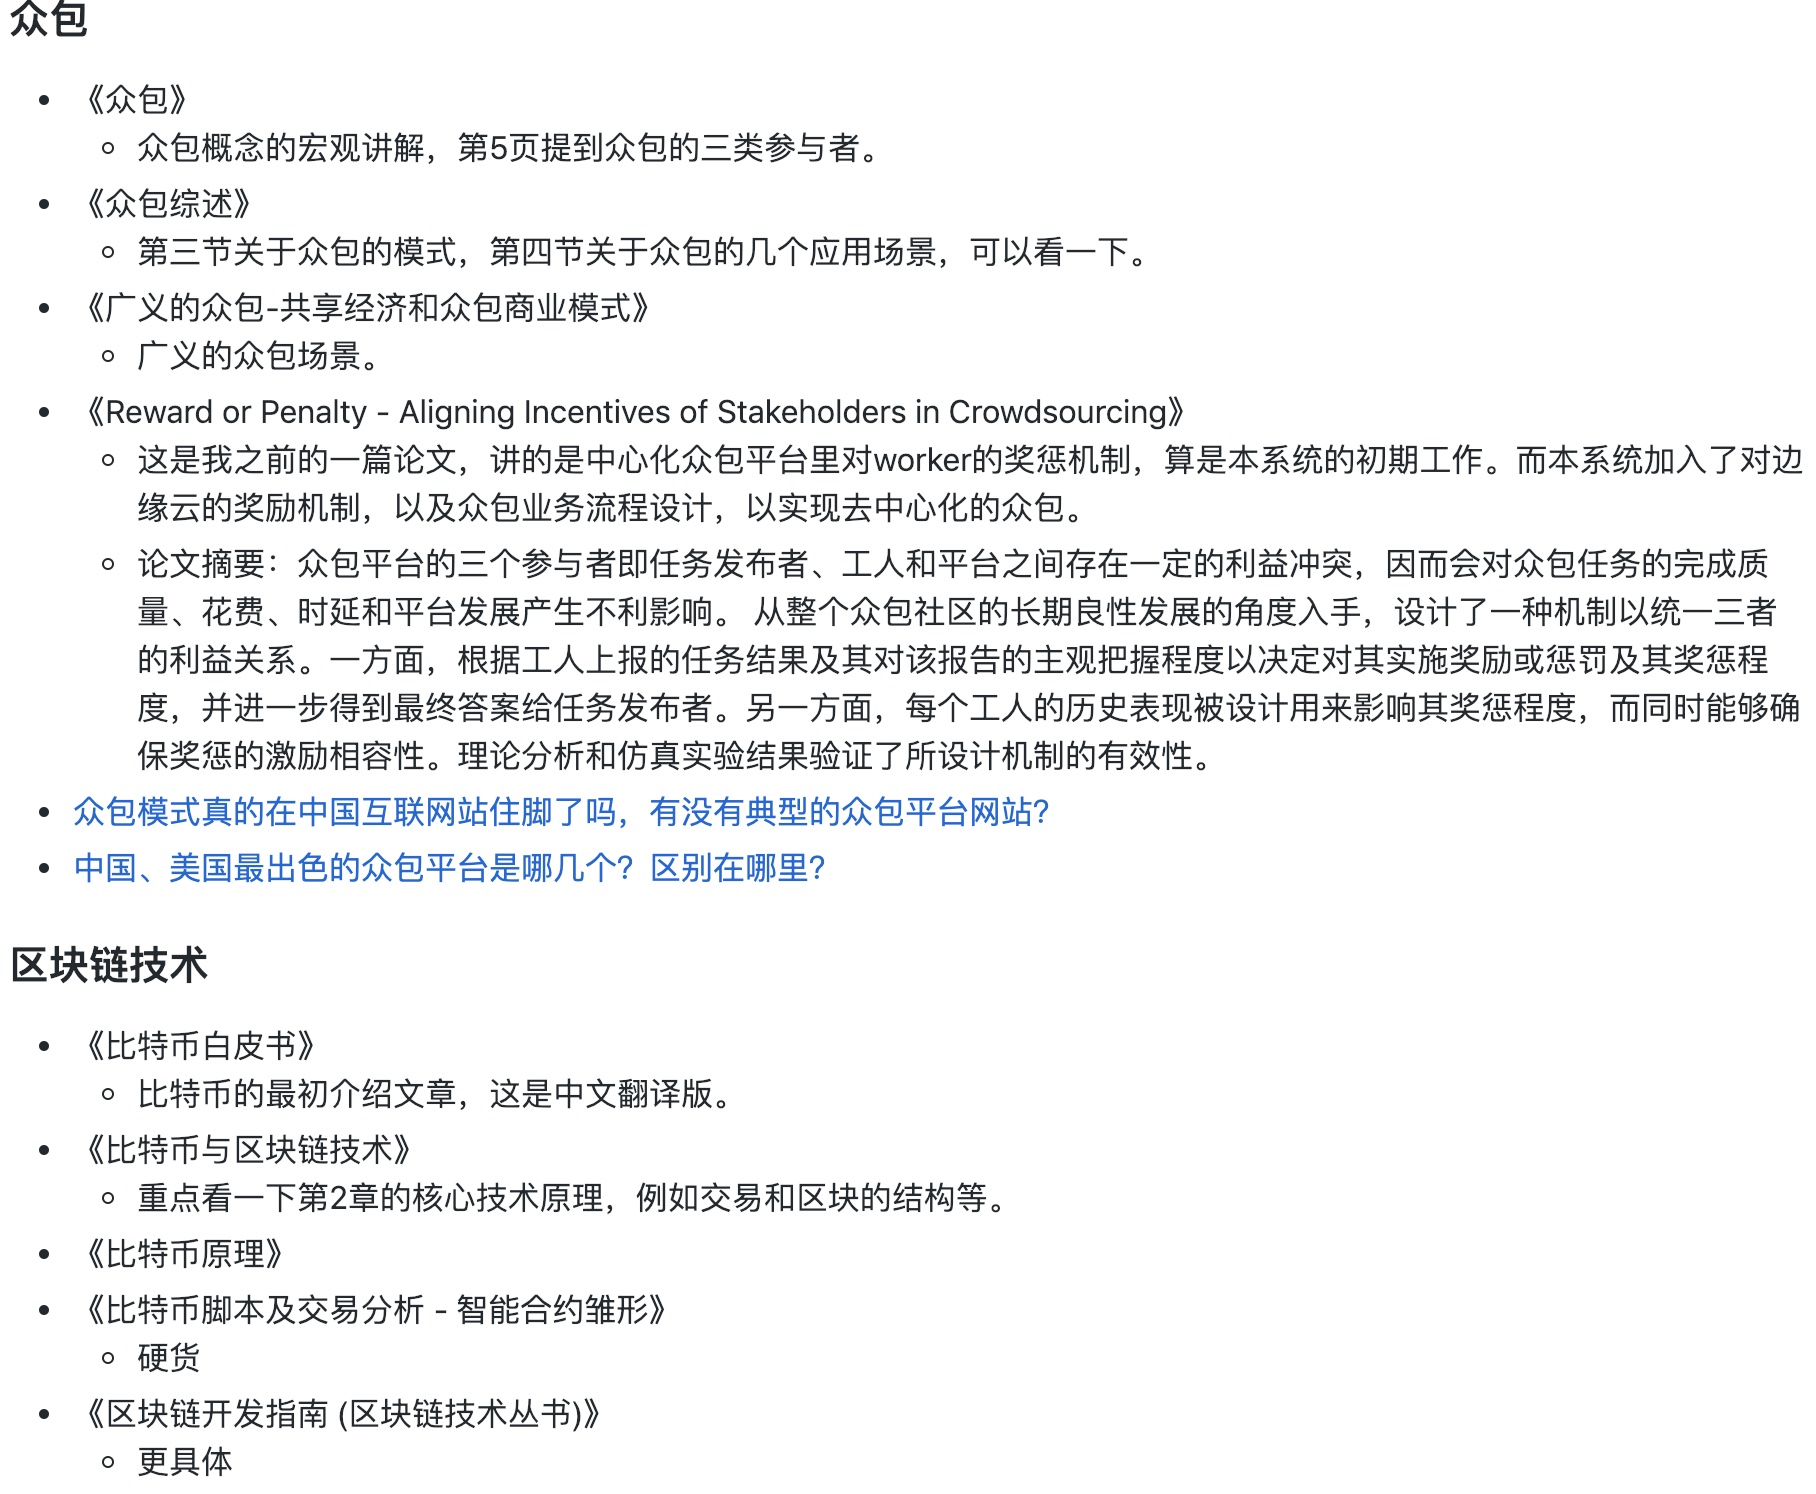 众包
《众包》
众包概念的宏观讲解，第5页提到众包的三类参与者。
《众包综述》
第三节关于众包的模式，第四节关于众包的几个应用场景，可以看一下。
《广义的众包-共享经济和众包商业模式》
广义的众包场景。
《Reward or Penalty - Aligning Incentives of Stakeholders in Crowdsourcing》
这是我之前的一篇论文，讲的是中心化众包平台里对worker的奖惩机制，算是本系统的初期工作。而本系统加入了对边
缘云的奖励机制，以及众包业务流程设计，以实现去中心化的众包。
论文摘要：众包平台的三个参与者即任务发布者、工人和平台之间存在一定的利益冲突，因而会对众包任务的完成质
量、花费、时延和平台发展产生不利影响。 从整个众包社区的长期良性发展的角度入手，设计了一种机制以统一三者
的利益关系。一方面，根据工人上报的任务结果及其对该报告的主观把握程度以决定对其实施奖励或惩罚及其奖惩程
度，并进一步得到最终答案给任务发布者。另一方面，每个工人的历史表现被设计用来影响其奖惩程度，而同时能够确
保奖惩的激励相容性。理论分析和仿真实验结果验证了所设计机制的有效性。
众包模式真的在中国互联网站住脚了吗，有没有典型的众包平台网站？
中国、美国最出色的众包平台是哪几个？区别在哪里？
区块链技术
《比特币白皮书》
比特币的最初介绍文章，这是中文翻译版。
《比特币与区块链技术》
重点看一下第2章的核心技术原理，例如交易和区块的结构等。
《比特币原理》
《比特币脚本及交易分析 - 智能合约雏形》
硬货
《区块链开发指南 (区块链技术丛书)》
更具体